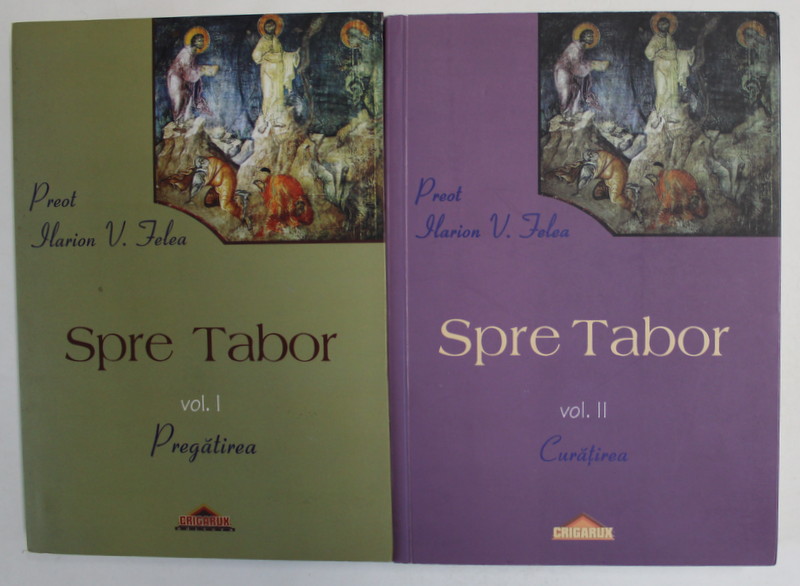 Preot
Ilarion V. Felea
Spre Tabor
vol. I
Pregătirea
CRIGARUX
Preot
Ilarion V. Felea
Spre Tabor
vol. II
Curățirea
CRIGARUX